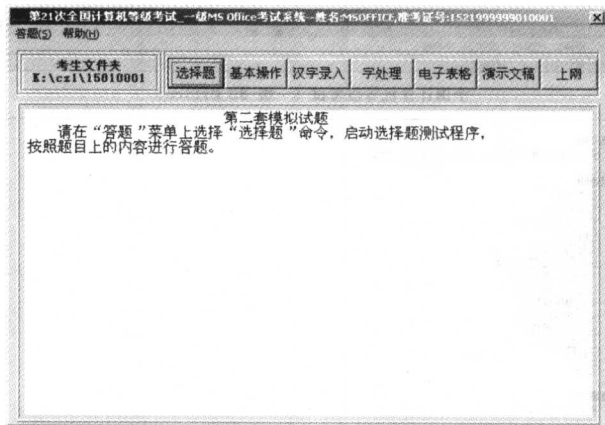 第21次全国计算机等级考试_一级MS Office考试系统--姓名:MSOFFICE,准考证号:1521999999010001
答题(S) 帮助(H)
考生文件夹
K:\czl\15010001
选择题 基本操作 汉字录入 字处理 电子表格 演示文稿 上网
第二套模拟试题
请在“答题”菜单上选择“选择题”命令，启动选择题测试程序，
按照题目上的内容进行答题。